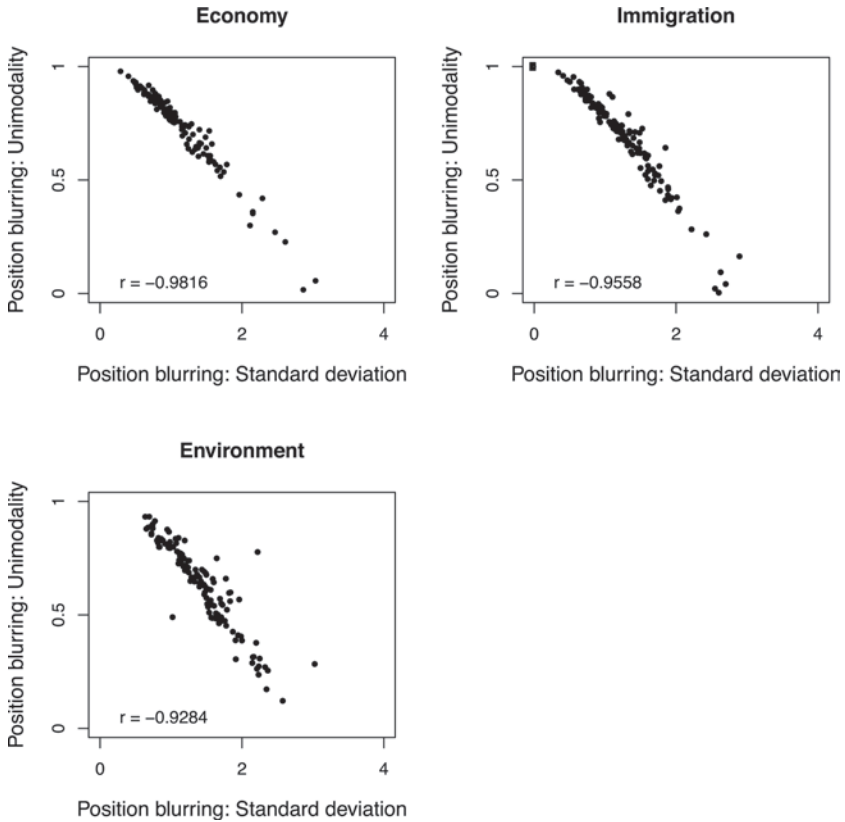 Economy
Position blurring: Unimodality
1
0.5
0
r = −0.9816
0
2
4
Position blurring: Standard deviation
Immigration
Position blurring: Unimodality
1
0.5
0
r = −0.9558
0
2
4
Position blurring: Standard deviation
Environment
Position blurring: Unimodality
1
0.5
0
r = −0.9284
0
2
4
Position blurring: Standard deviation